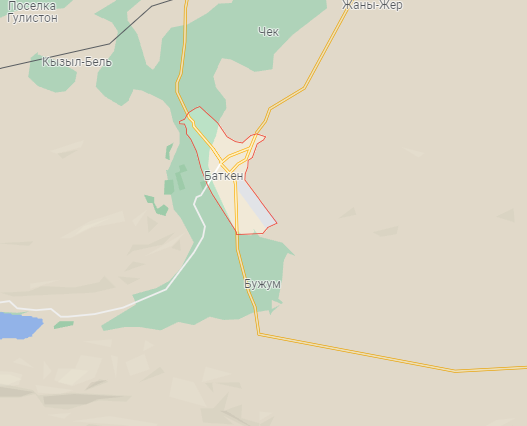 Поселка
Гулистон
Чек
Жаны-Жер
Кызыл-Бель
Баткен
Бужум